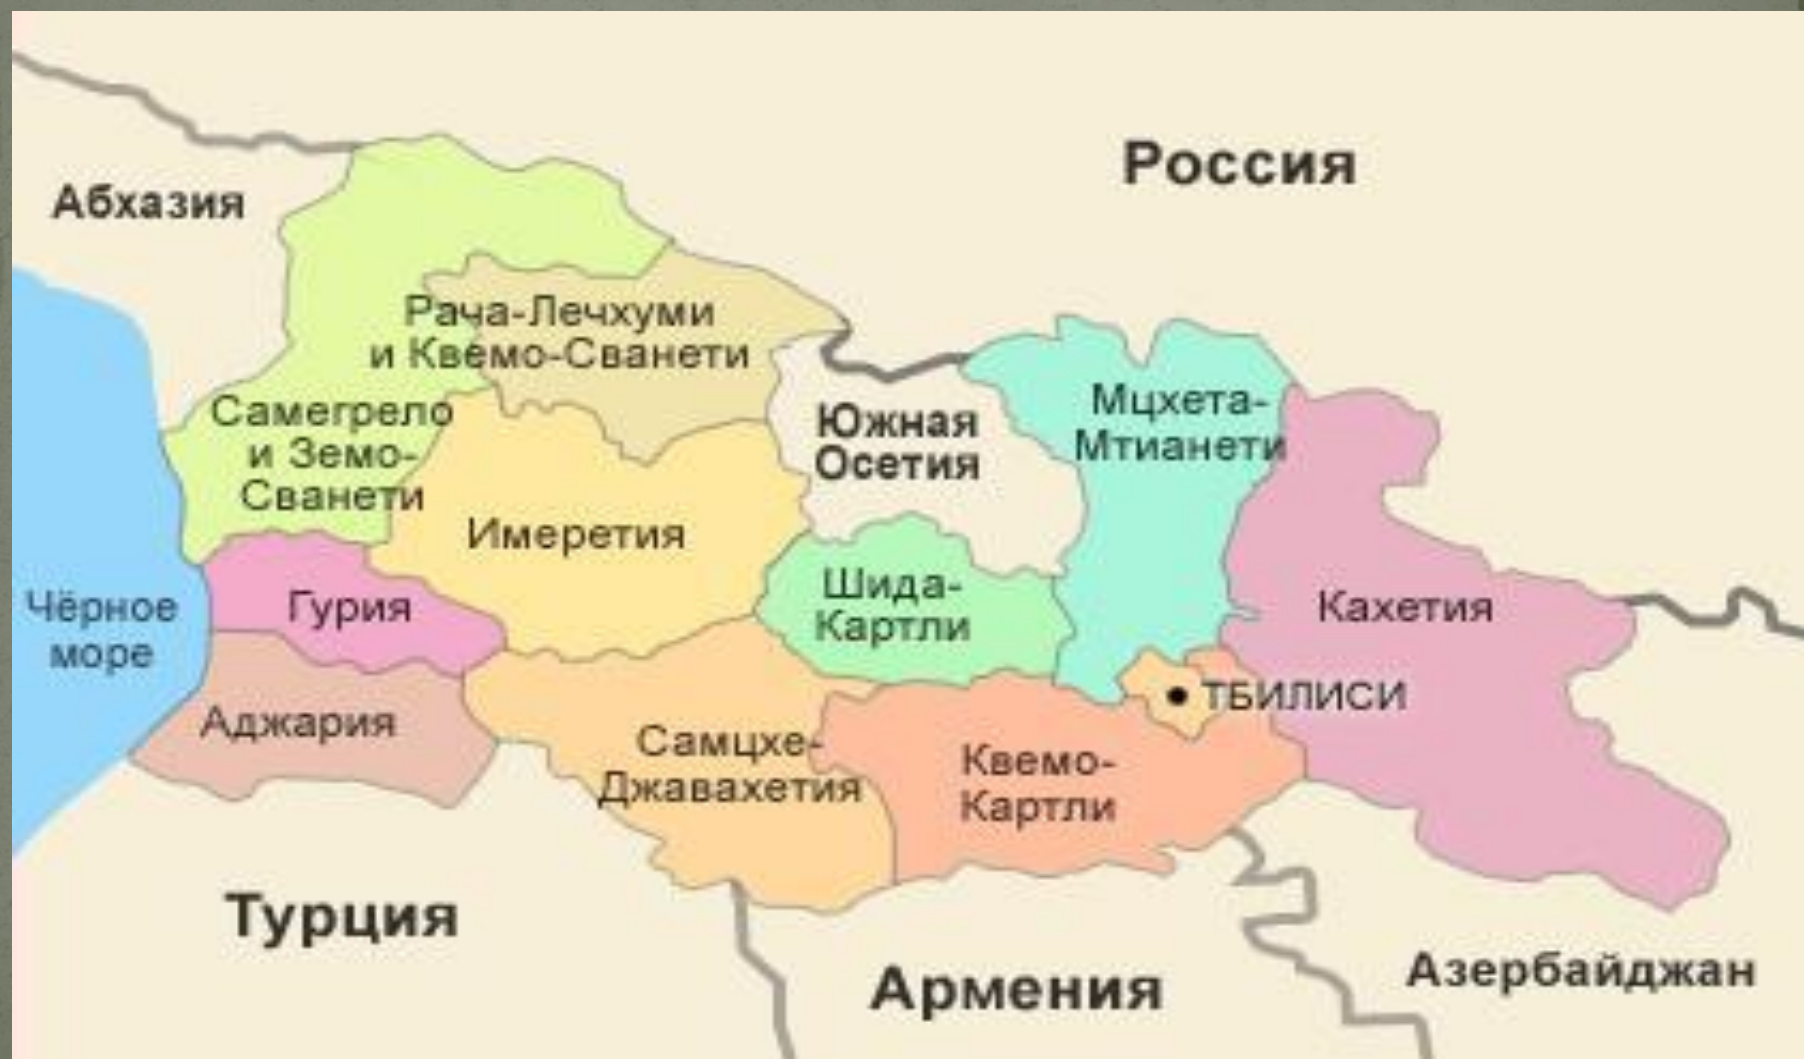 Россия
Абхазия
Рача-Лечхуми
и Квемо-Сванети
Самегрело
и Земо-
Сванети
Южная
Осетия
Мцхета-
Мтианети
Имеретия
Шида-
Картли
Кахетия
Чёрное
море
Гурия
ТБИЛИСИ
Аджария
Самцхе-
Джавахетия
Квемо-
Картли
Турция
Армения
Азербайджан